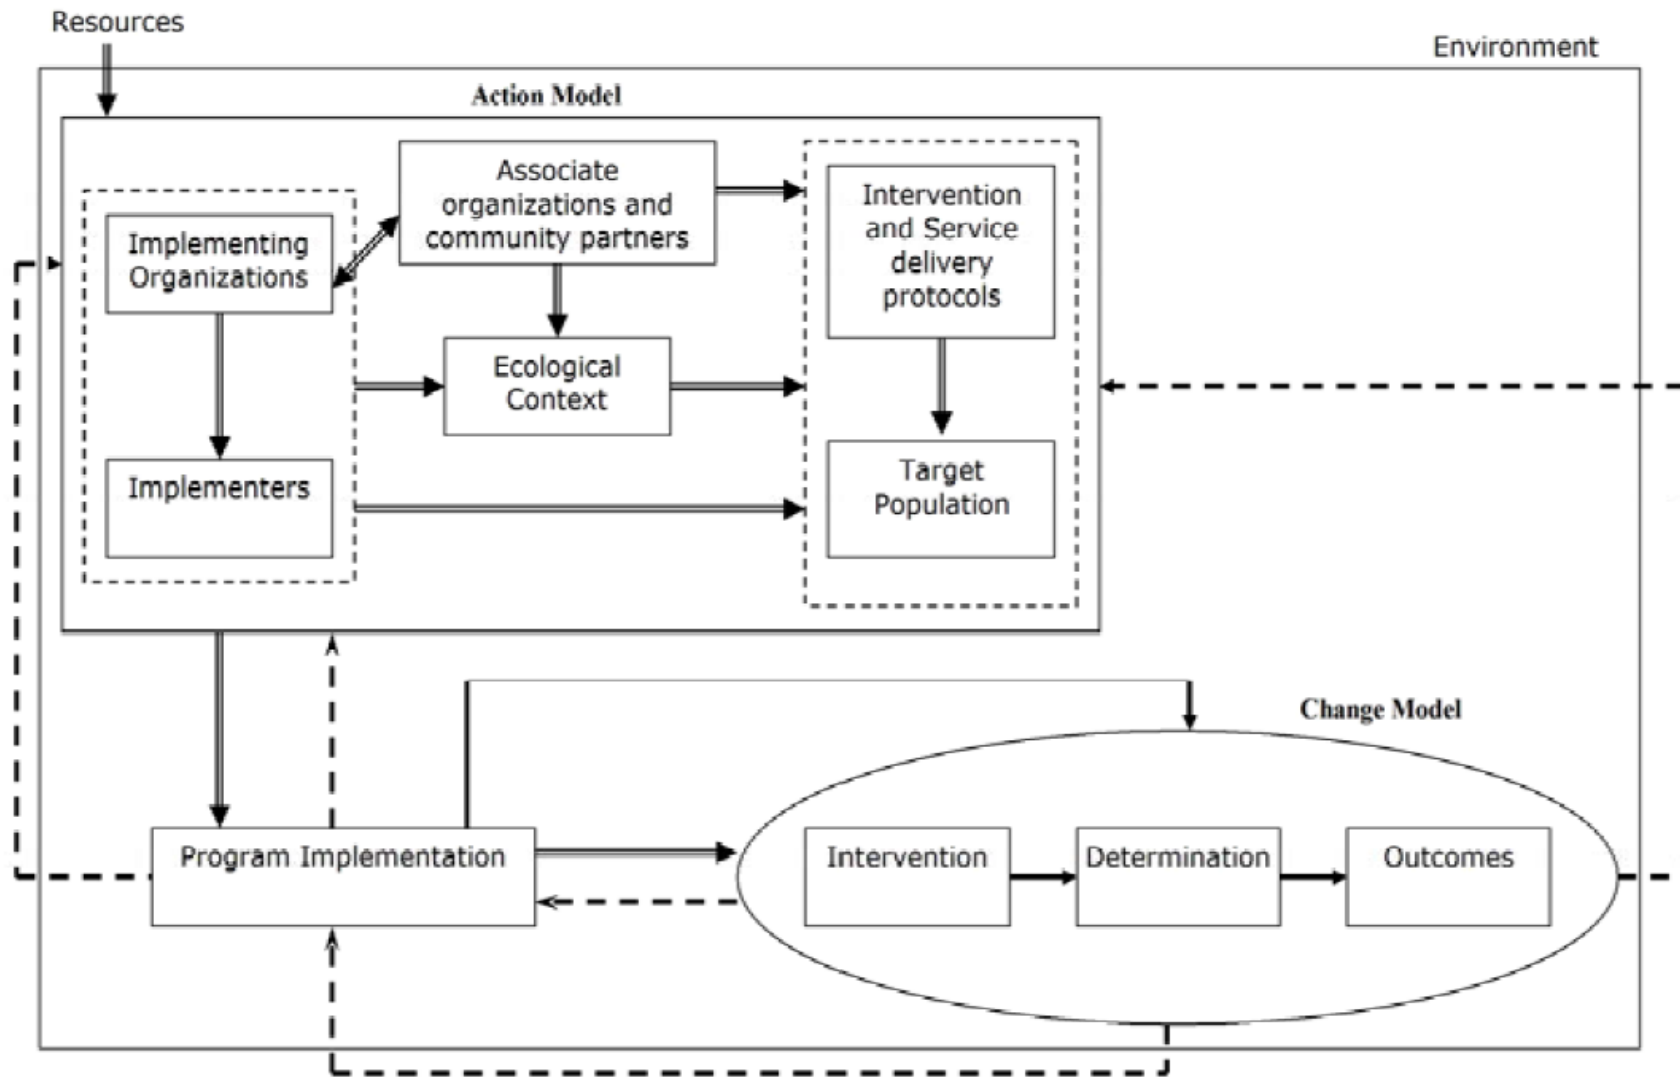 Resources
Environment
Action Model
Associate
organizations and
community partners
Intervention
and Service
delivery
protocols
Implementing
Organizations
Ecological
Context
Implementers
Target
Population
Change Model
Program Implementation
Intervention
Determination
Outcomes